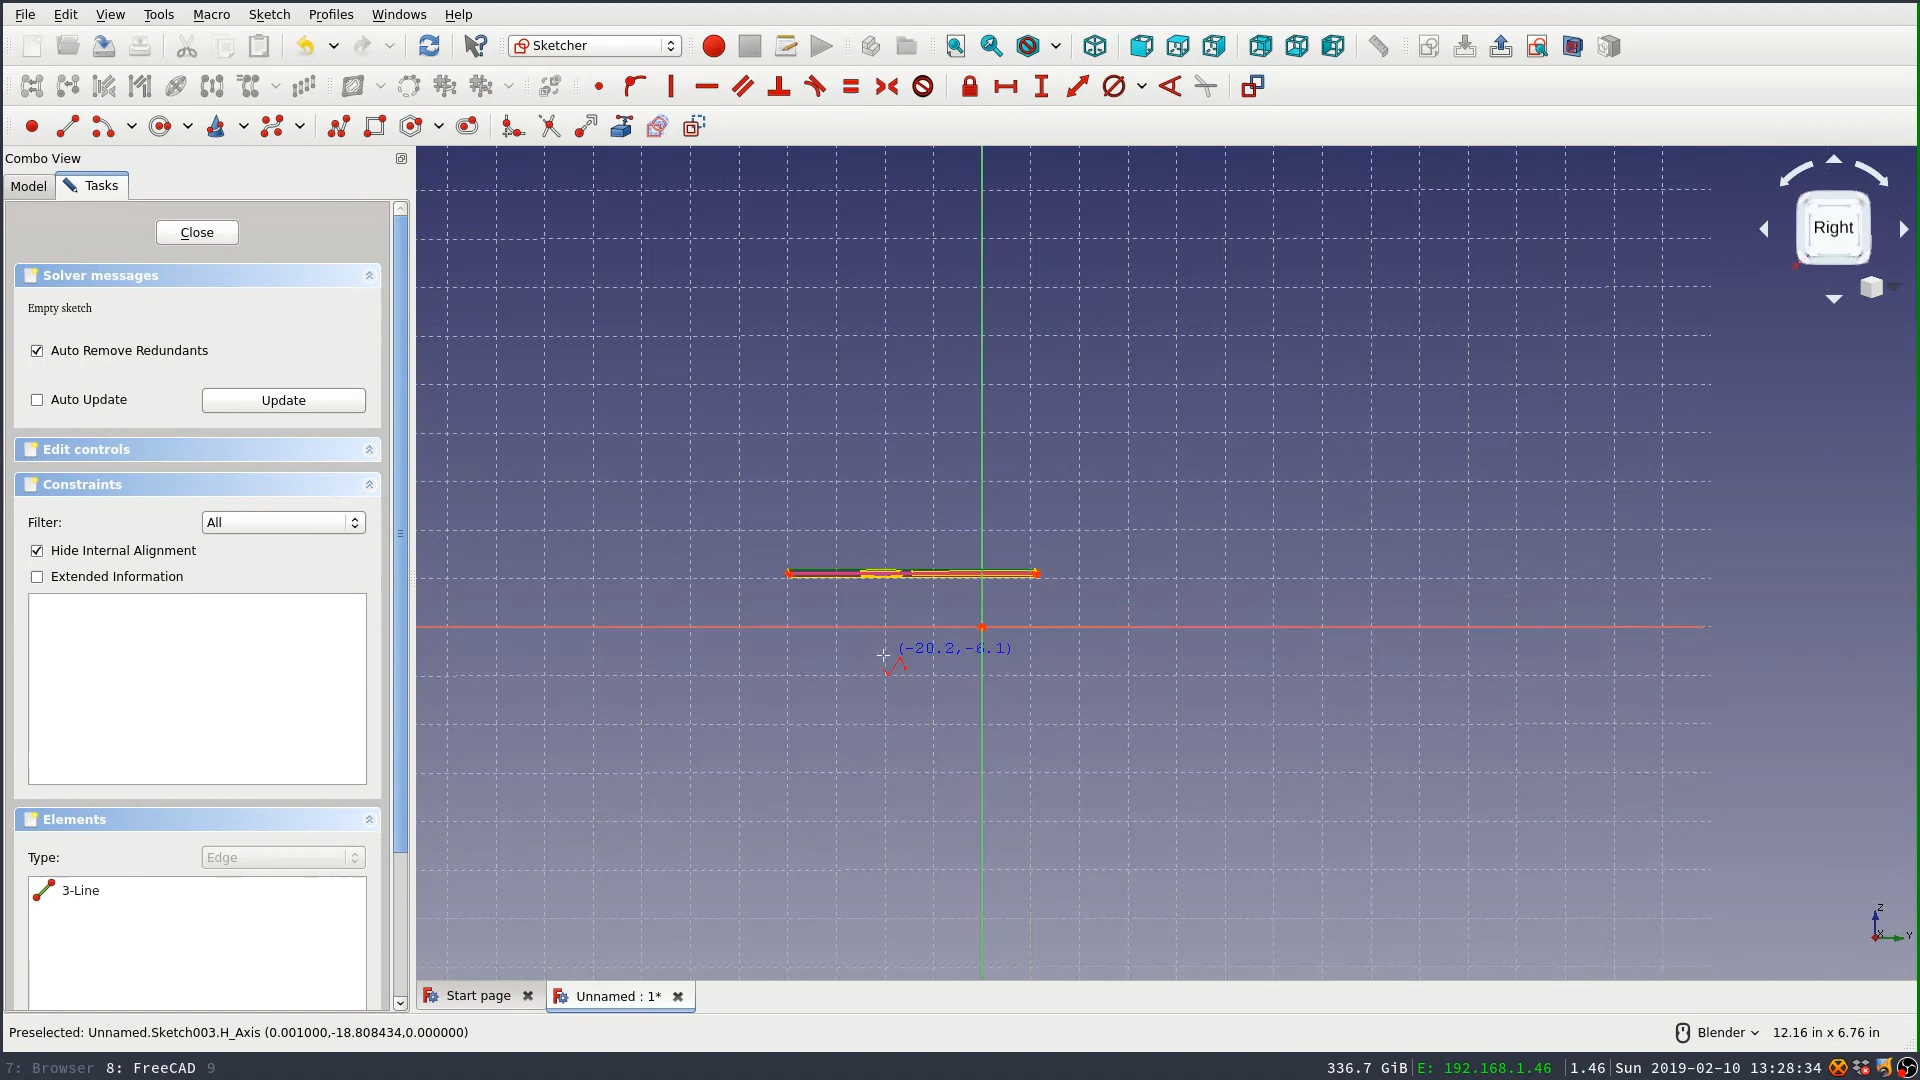 File Edit View Tools Macro Sketch Profiles Windows Help
Sketcher
Combo View
Model Tasks
Close
Solver messages
Empty sketch
Auto Remove Redundants
Auto Update Update
Edit controls
Constraints
Filter: All
Hide Internal Alignment
Extended Information
Elements
Type: Edge
3-Line
Right
(-20.2,-6.1)
Z
X Y
Start page Unnamed : 1*
Preselected: Unnamed.Sketch003.H_Axis (0.001000,-18.808434,0.000000)
Blender 12.16 in x 6.76 in
7: Browser 8: FreeCAD 9
336.7 GiB E: 192.168.1.46 1.46 Sun 2019-02-10 13:28:34